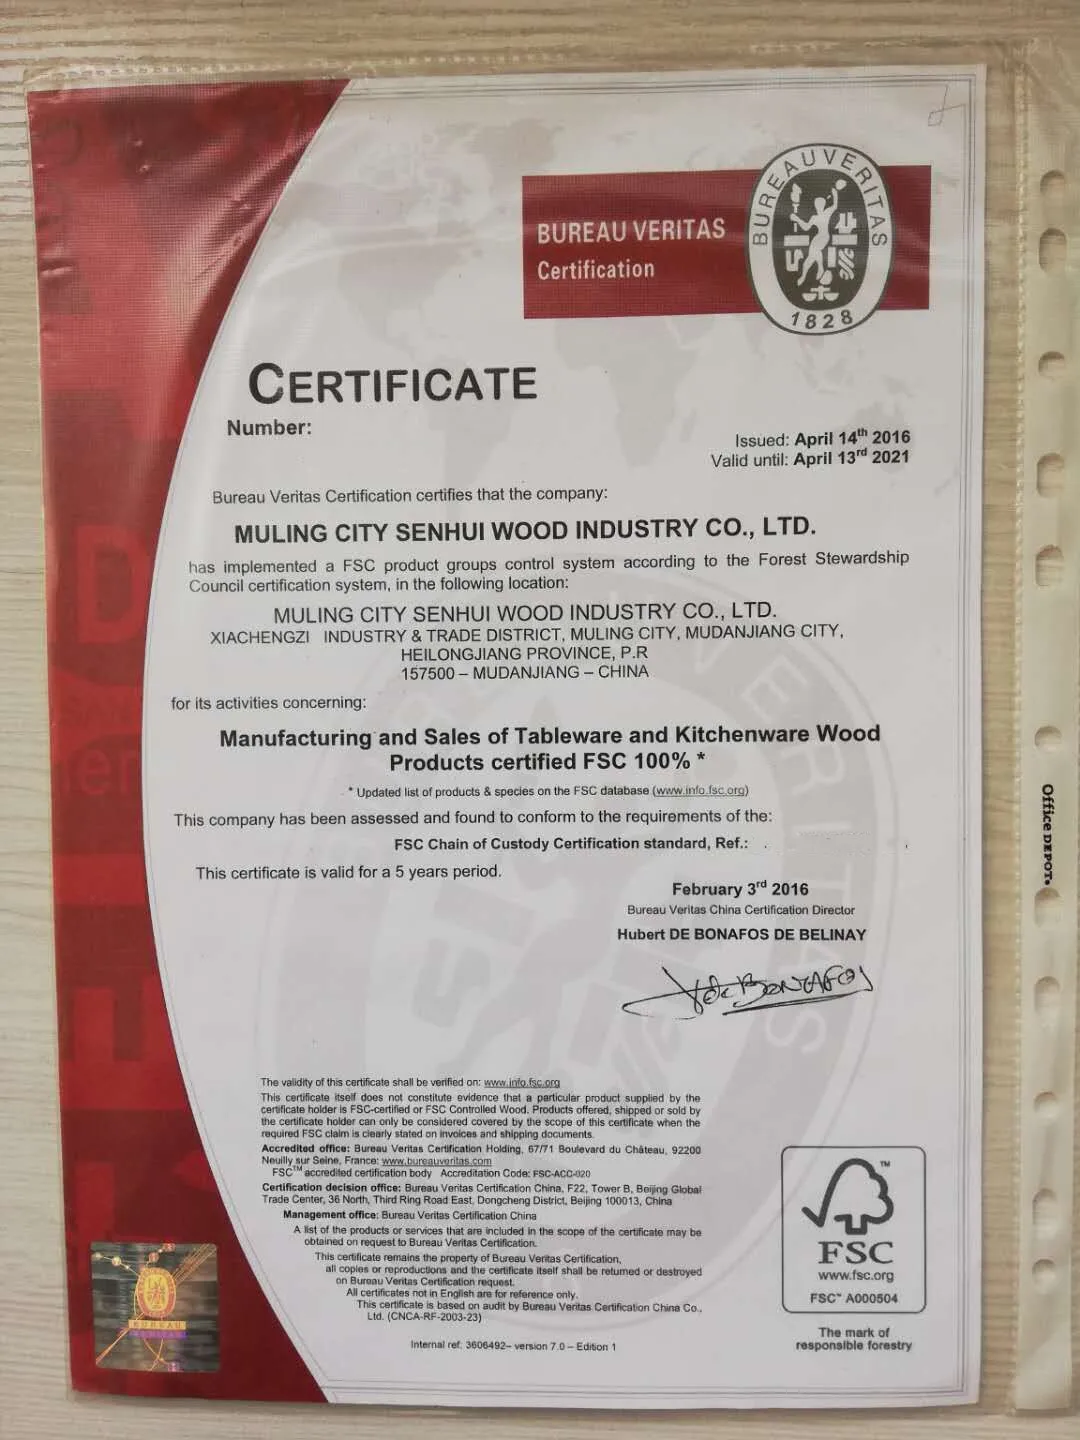 BUREAU VERITAS
Certification
BUREAU VERITAS
1828
CERTIFICATE
Number:
Issued: April 14th 2016
Valid until: April 13rd 2021
Bureau Veritas Certification certifies that the company:
MULING CITY SENHUI WOOD INDUSTRY CO., LTD.
has implemented a FSC product groups control system according to the Forest Stewardship
Council certification system, in the following location:
MULING CITY SENHUI WOOD INDUSTRY CO., LTD.
XIACHENGZI INDUSTRY & TRADE DISTRICT, MULING CITY, MUDANJIANG CITY,
HEILONGJIANG PROVINCE, P.R
157500 – MUDANJIANG – CHINA
for its activities concerning:
Manufacturing and Sales of Tableware and Kitchenware Wood
Products certified FSC 100% *
* Updated list of products & species on the FSC database (www.info.fsc.org)
This company has been assessed and found to conform to the requirements of the:
FSC Chain of Custody Certification standard, Ref.:
This certificate is valid for a 5 years period.
February 3rd 2016
Bureau Veritas China Certification Director
Hubert DE BONAFOS DE BELINAY
The validity of this certificate shall be verified on: www.info.fsc.org
This certificate itself does not constitute evidence that a particular product supplied by the
certificate holder is FSC-certified or FSC Controlled Wood. Products offered, shipped or sold by
the certificate holder can only be considered covered by the scope of this certificate when the
required FSC claim is clearly stated on invoices and shipping documents.
Accredited office: Bureau Veritas Certification Holding, 67/71 Boulevard du Château, 92200
Neuilly sur Seine, France: www.bureauveritas.com
FSC™ accredited certification body Accreditation Code: FSC-ACC-020
Certification decision office: Bureau Veritas Certification China, F22, Tower B, Beijing Global
Trade Center, 36 North, Third Ring Road East, Dongcheng District, Beijing 100013, China
Management office: Bureau Veritas Certification China
A list of the products or services that are included in the scope of the certificate may be
obtained on request to Bureau Veritas Certification.
This certificate remains the property of Bureau Veritas Certification,
all copies or reproductions and the certificate itself shall be returned or destroyed
on Bureau Veritas Certification request.
All certificates not in English are for reference only.
This certificate is based on audit by Bureau Veritas Certification China Co.,
Ltd. (CNCA-RF-2003-23)
Internal ref: 3606492– version 7.0 – Edition 1
FSC
www.fsc.org
FSC™ A000504
The mark of
responsible forestry
BUREAU
VERITAS
Office DEPOT